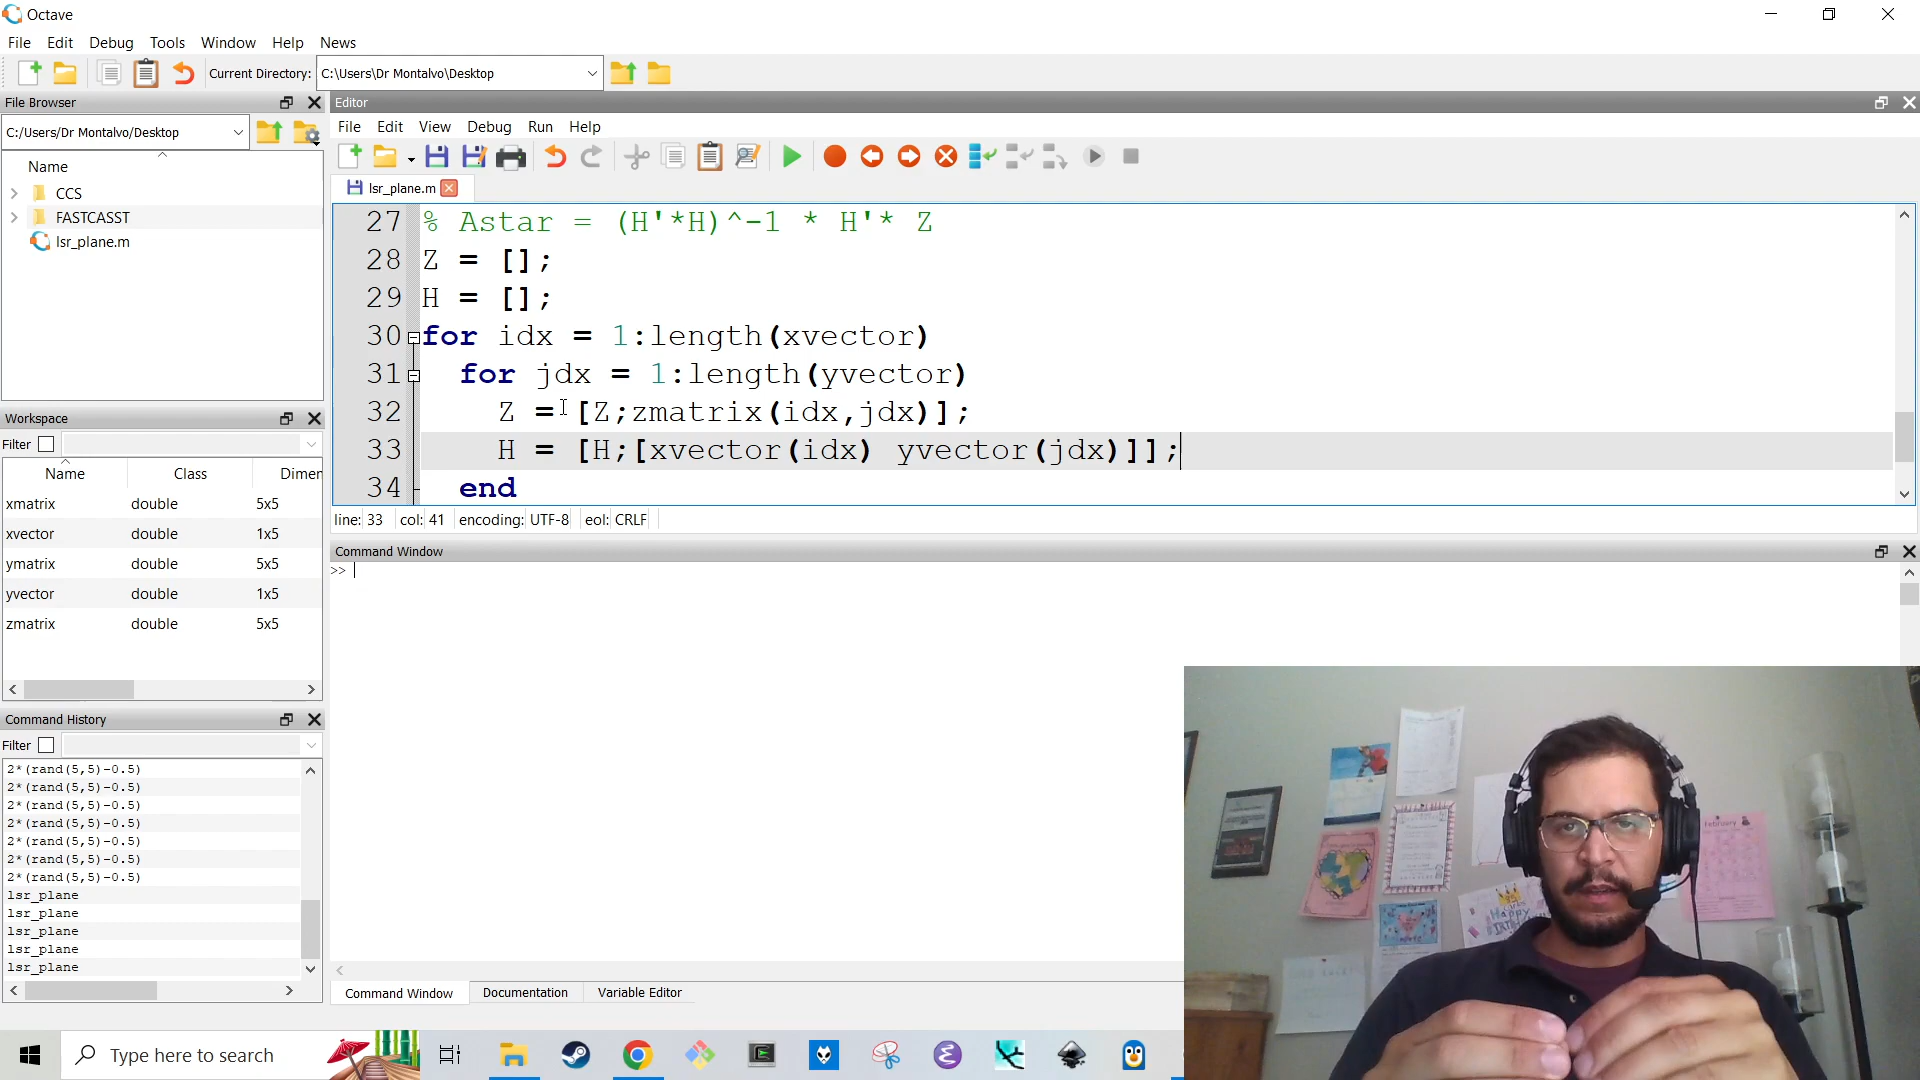 Octave
File Edit Debug Tools Window Help News
Current Directory: C:\Users\Dr Montalvo\Desktop
File Browser
C:/Users/Dr Montalvo/Desktop
Name
CCS
FASTCASST
lsr_plane.m
Workspace
Filter
Name Class Dimen
xmatrix double 5x5
xvector double 1x5
ymatrix double 5x5
yvector double 1x5
zmatrix double 5x5
Command History
Filter
2*(rand(5,5)-0.5)
2*(rand(5,5)-0.5)
2*(rand(5,5)-0.5)
2*(rand(5,5)-0.5)
2*(rand(5,5)-0.5)
2*(rand(5,5)-0.5)
2*(rand(5,5)-0.5)
lsr_plane
lsr_plane
lsr_plane
lsr_plane
lsr_plane
Editor
File Edit View Debug Run Help
lsr_plane.m
27 % Astar = (H'*H)^-1 * H'* Z
28 Z = [];
29 H = [];
30 for idx = 1:length(xvector)
31 for jdx = 1:length(yvector)
32 Z = [Z;zmatrix(idx,jdx)];
33 H = [H;[xvector(idx) yvector(jdx)]];
34 end
line: 33 col: 41 encoding: UTF-8 eol: CRLF
Command Window
>>
Command Window Documentation Variable Editor
February
Happy
Type here to search